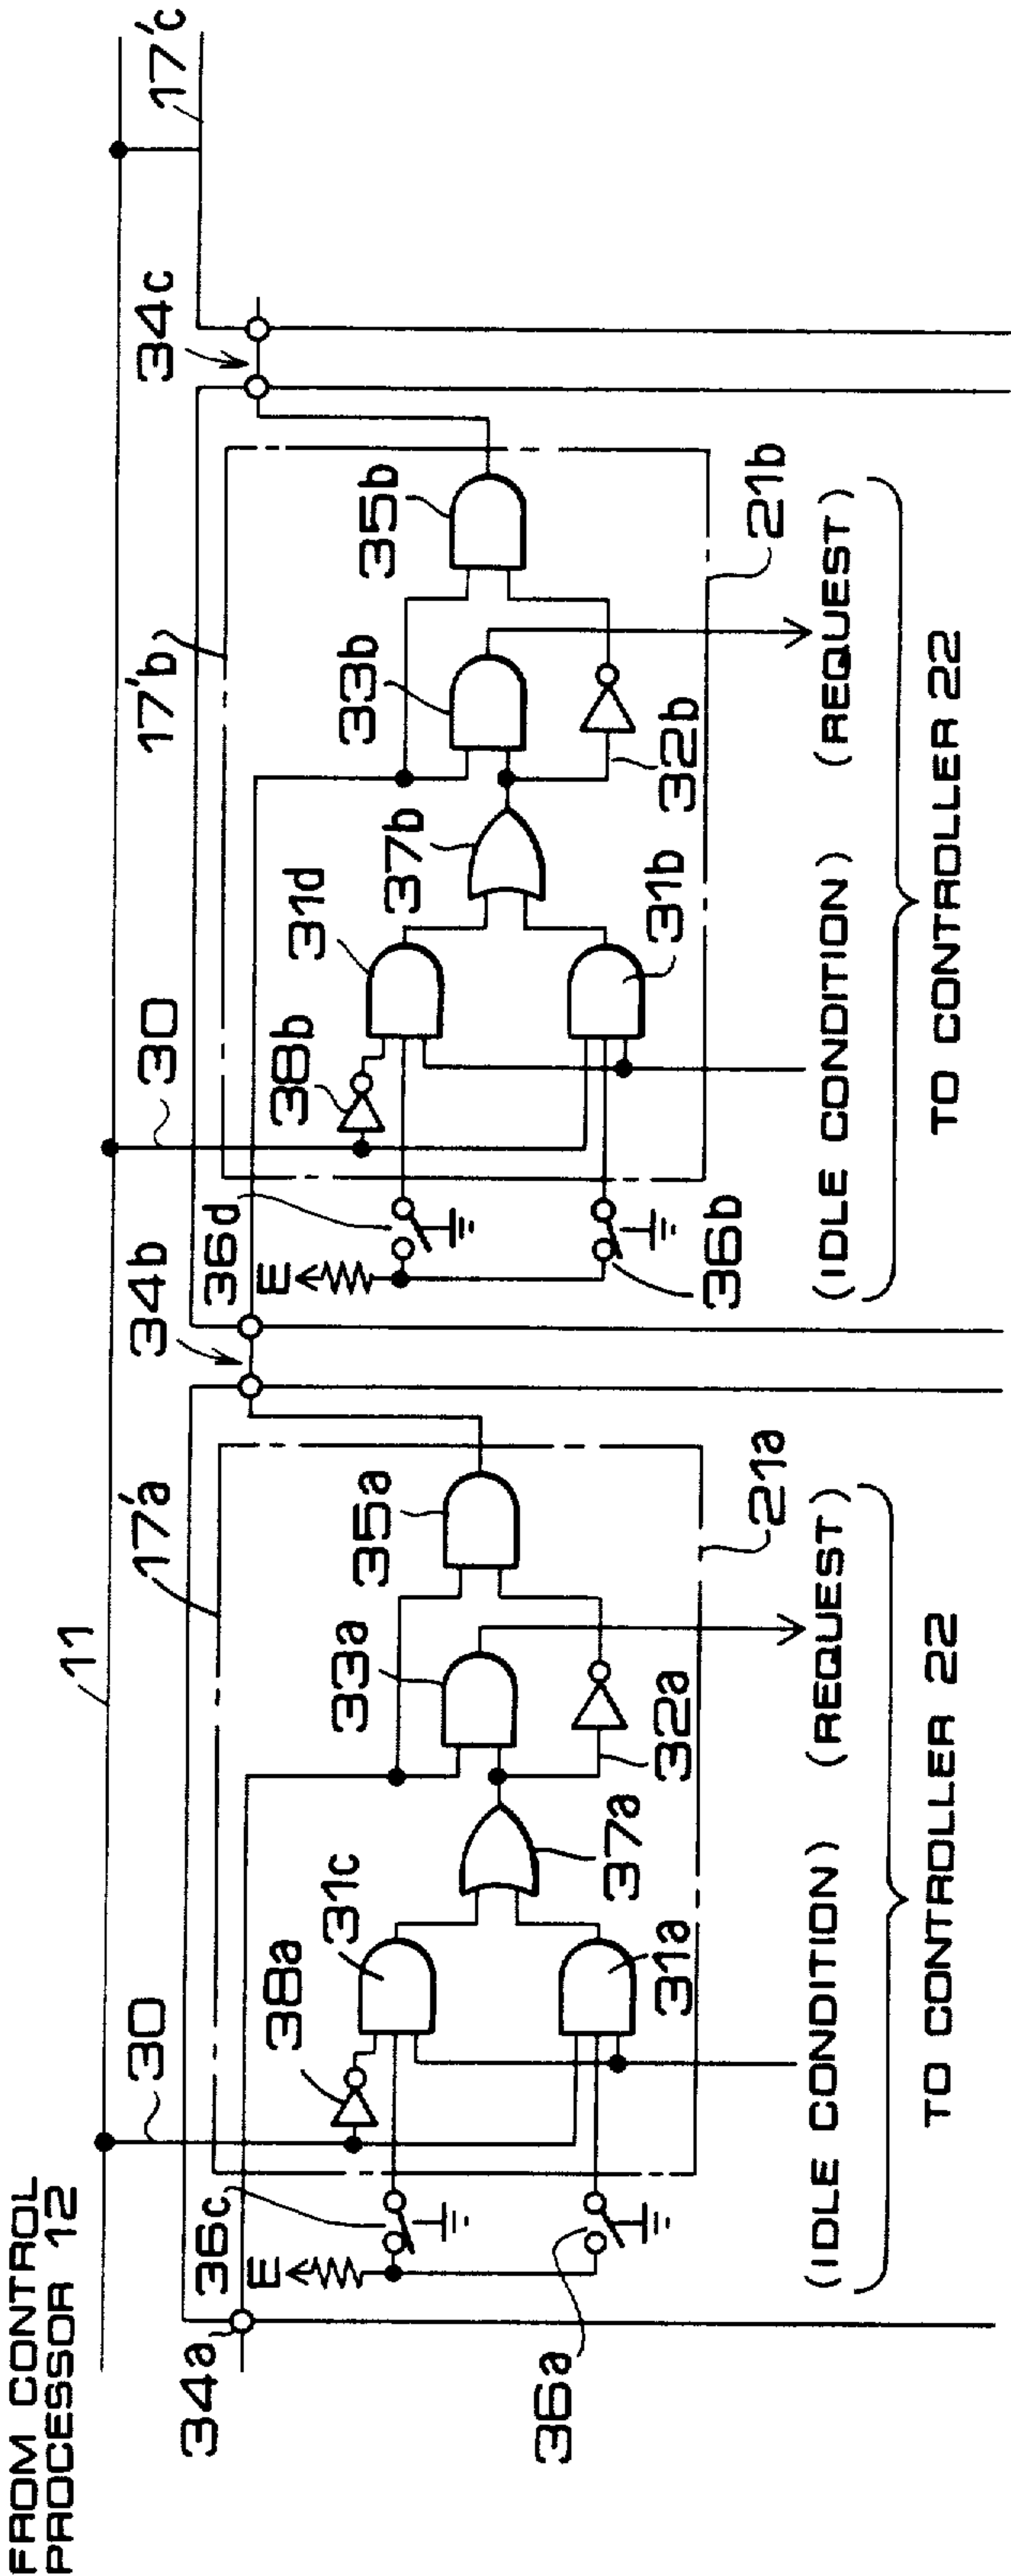 FROM CONTROL
PROCESSOR 12
11
30
30
17'a
17'b
17'c
34a
34b
34c
E
E
36c
36a
36d
36b
38a
38b
31c
31a
31d
31b
37a
37b
33a
33b
32a
32b
35a
35b
21a
21b
(IDLE CONDITION)
(REQUEST)
TO CONTROLLER 22
(IDLE CONDITION)
(REQUEST)
TO CONTROLLER 22